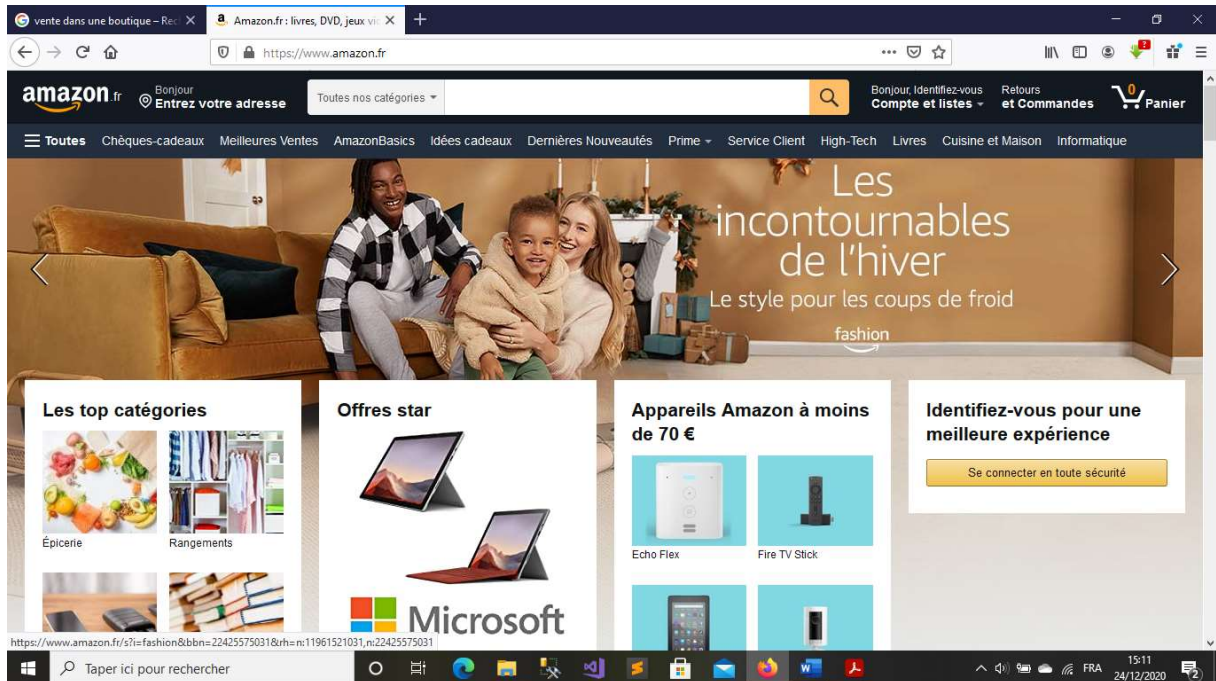 vente dans une boutique – Rec
Amazon.fr : livres, DVD, jeux vi
https://www.amazon.fr
amazon.fr
Bonjour
Entrez votre adresse
Toutes nos catégories
Bonjour, Identifiez-vous
Compte et listes
Retours
et Commandes
0
Panier
Toutes Chèques-cadeaux Meilleures Ventes AmazonBasics Idées cadeaux Dernières Nouveautés Prime Service Client High-Tech Livres Cuisine et Maison Informatique
Les
incontournables
de l'hiver
Le style pour les coups de froid
fashion
Les top catégories
Épicerie
Rangements
Offres star
Microsoft
Appareils Amazon à moins
de 70 €
Echo Flex
Fire TV Stick
Identifiez-vous pour une
meilleure expérience
Se connecter en toute sécurité
https://www.amazon.fr/s?i=fashion&bbn=22425575031&rh=n:11961521031,n:22425575031
Taper ici pour rechercher
FRA
15:11
24/12/2020
2